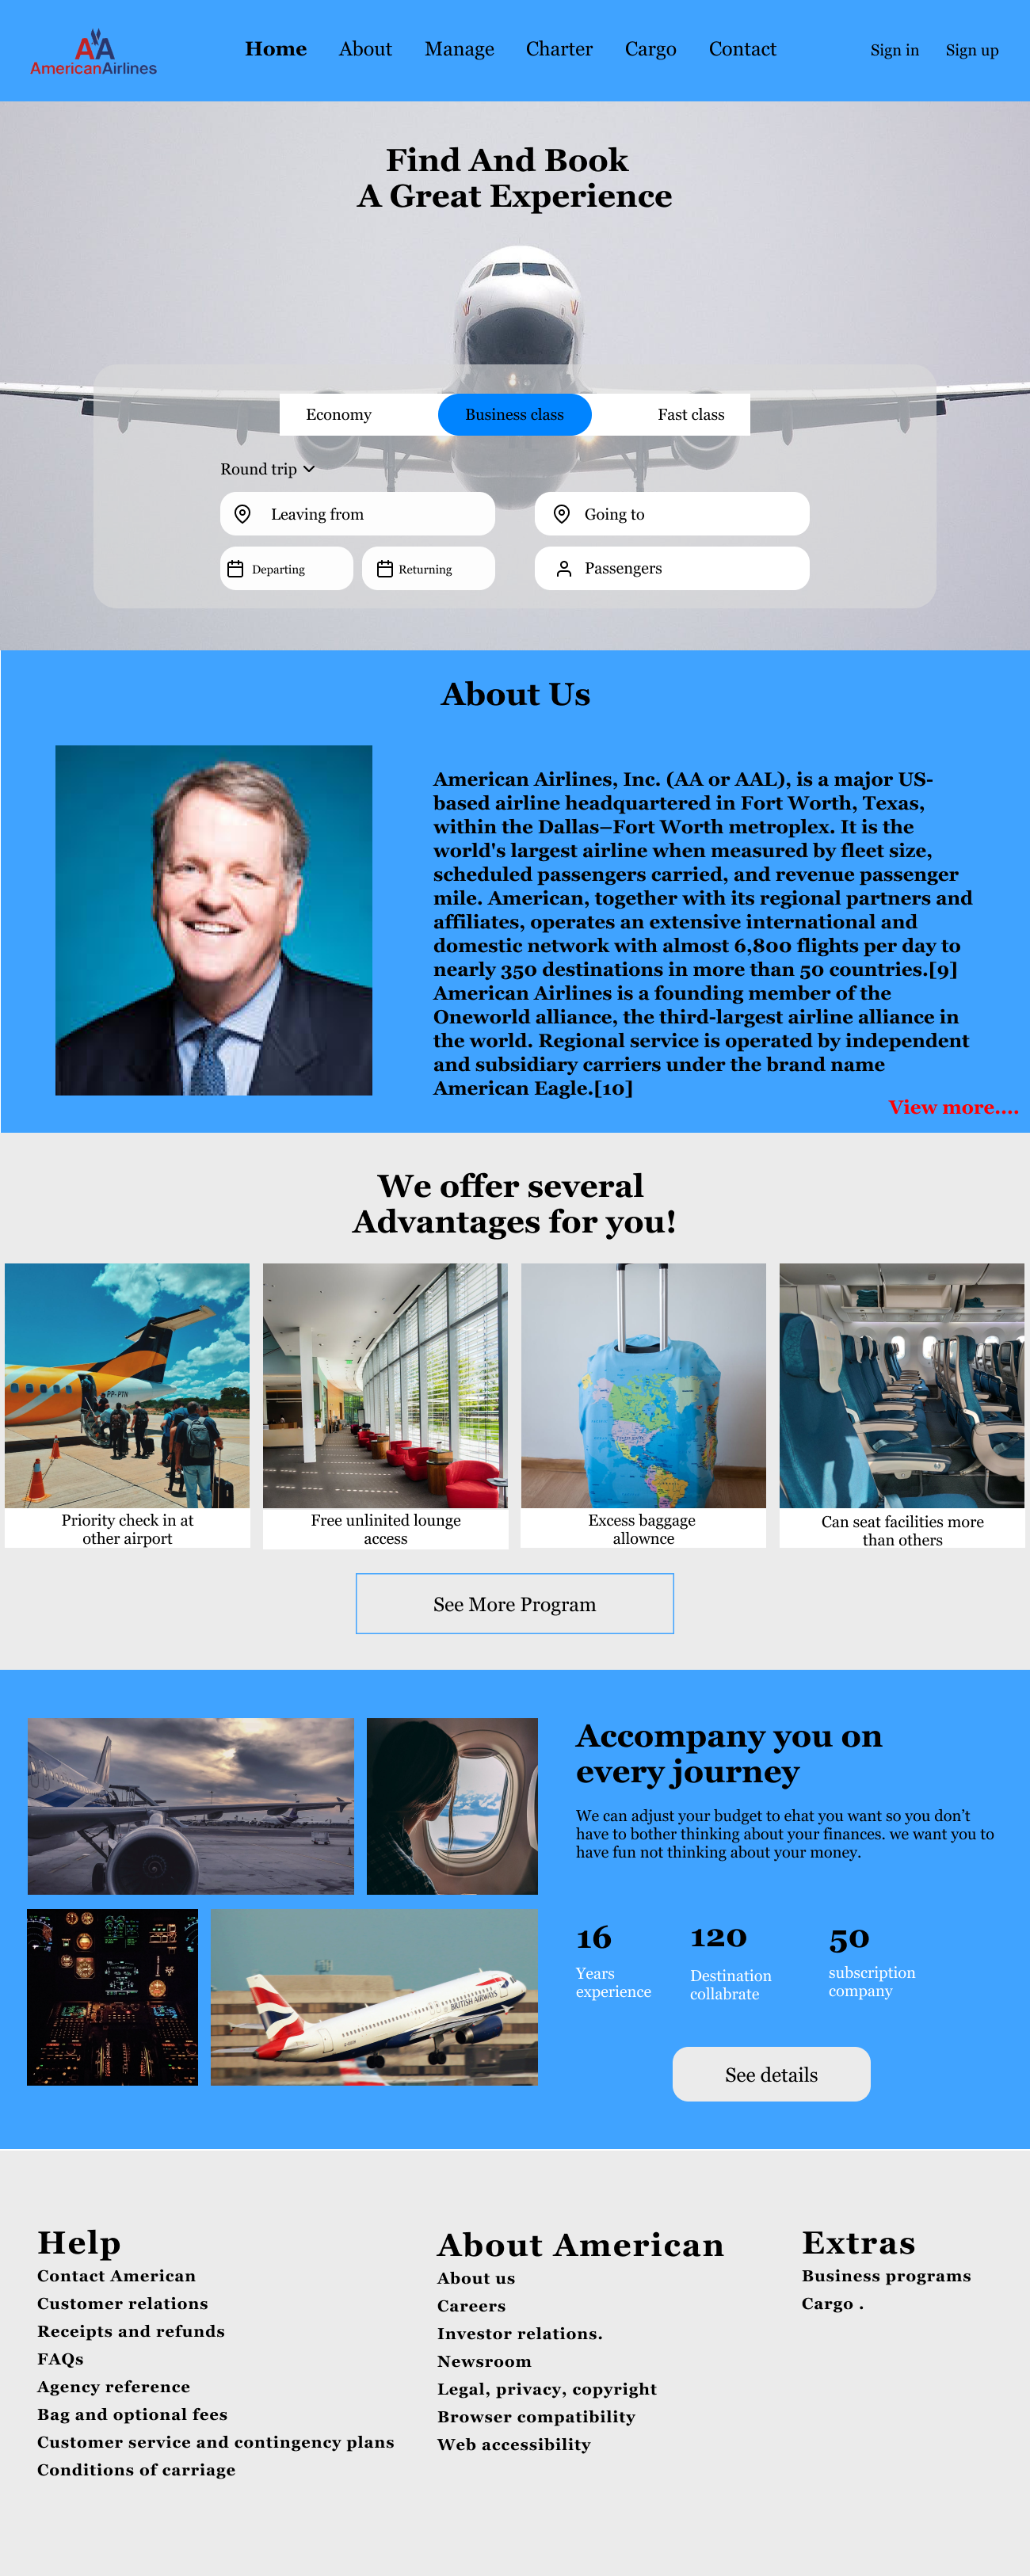 AA
AmericanAirlines
Home About Manage Charter Cargo Contact
Sign in Sign up
Find And Book
A Great Experience
Economy Business class Fast class
Round trip
Leaving from
Going to
Departing
Returning
Passengers
About Us
American Airlines, Inc. (AA or AAL), is a major US-
based airline headquartered in Fort Worth, Texas,
within the Dallas–Fort Worth metroplex. It is the
world's largest airline when measured by fleet size,
scheduled passengers carried, and revenue passenger
mile. American, together with its regional partners and
affiliates, operates an extensive international and
domestic network with almost 6,800 flights per day to
nearly 350 destinations in more than 50 countries.[9]
American Airlines is a founding member of the
Oneworld alliance, the third-largest airline alliance in
the world. Regional service is operated by independent
and subsidiary carriers under the brand name
American Eagle.[10]
View more....
We offer several
Advantages for you!
PP-PTN
Priority check in at
other airport
Free unlinited lounge
access
Excess baggage
allownce
Can seat facilities more
than others
See More Program
Accompany you on
every journey
We can adjust your budget to ehat you want so you don't
have to bother thinking about your finances. we want you to
have fun not thinking about your money.
BRITISH AIRWAYS
16
Years
experience
120
Destination
collabrate
50
subscription
company
See details
Help
Contact American
Customer relations
Receipts and refunds
FAQs
Agency reference
Bag and optional fees
Customer service and contingency plans
Conditions of carriage
About American
About us
Careers
Investor relations.
Newsroom
Legal, privacy, copyright
Browser compatibility
Web accessibility
Extras
Business programs
Cargo .